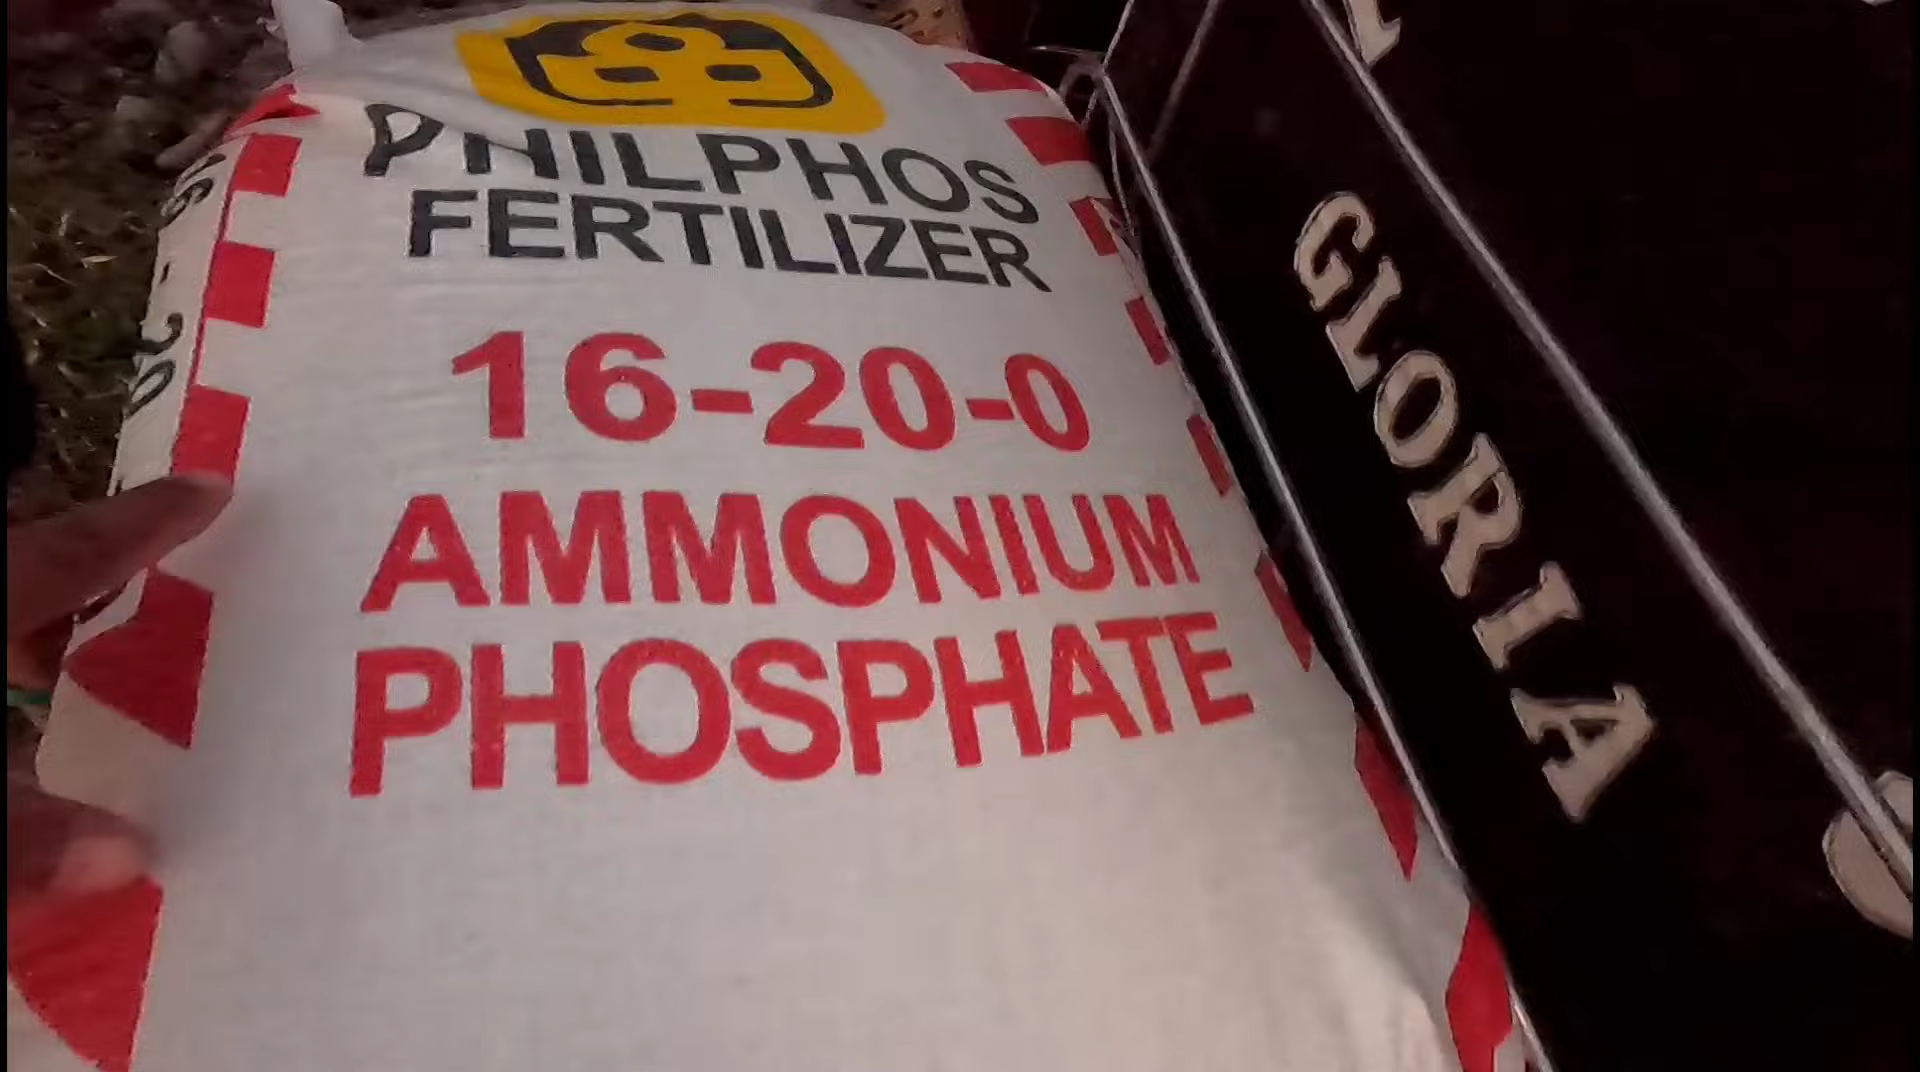 PHILPHOS
FERTILIZER
16-20-0
AMMONIUM
PHOSPHATE
GLORIA